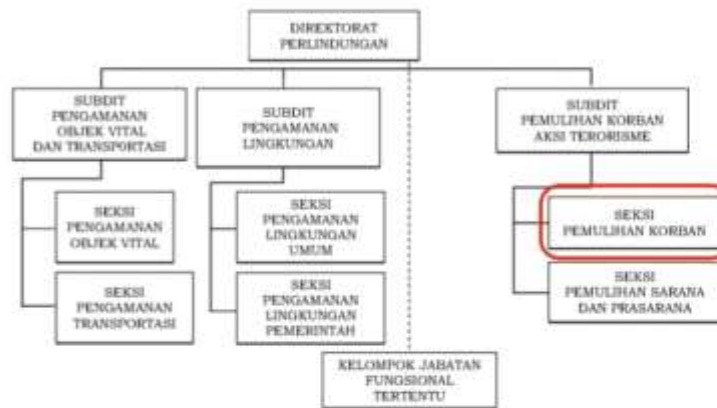 DIREKTORAT
PERLINDUNGAN
SUBDIT
PENGAMANAN
OBJEK VITAL
DAN TRANSPORTASI
SUBDIT
PENGAMANAN
LINGKUNGAN
SUBDIT
PEMULIHAN KORBAN
AKSI TERORISME
SEKSI
PENGAMANAN
OBJEK VITAL
SEKSI
PENGAMANAN
LINGKUNGAN
UMUM
SEKSI
PEMULIHAN KORBAN
SEKSI
PENGAMANAN
TRANSPORTASI
SEKSI
PENGAMANAN
LINGKUNGAN
PEMERINTAH
SEKSI
PEMULIHAN SARANA
DAN PRASARANA
KELOMPOK JABATAN
FUNGSIONAL
TERTENTU